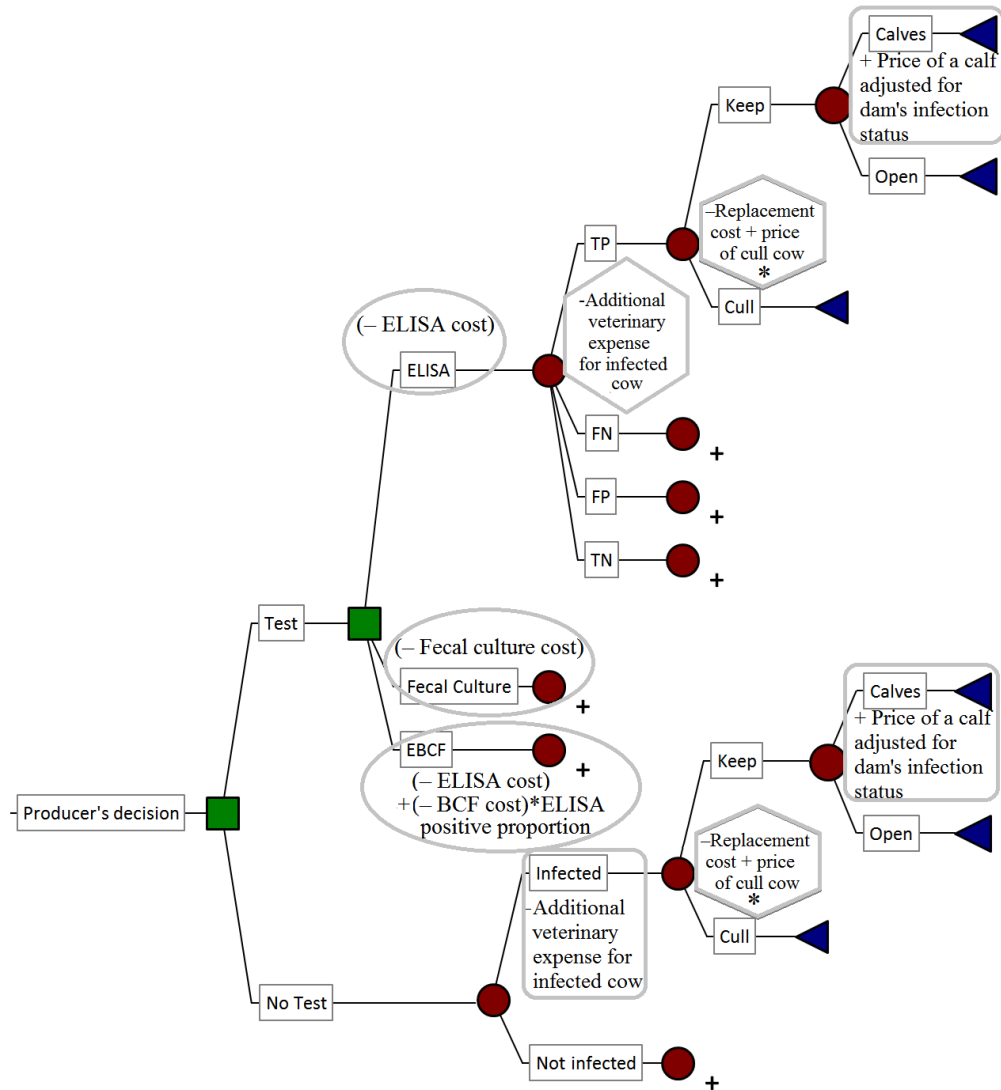 Calves
+ Price of a calf
adjusted for
dam's infection
status
Keep
Open
–Replacement
cost + price
of cull cow
*
TP
Cull
-Additional
veterinary
expense
for infected
cow
(– ELISA cost)
ELISA
FN
+
FP
+
TN
+
Test
(– Fecal culture cost)
Fecal Culture
+
EBCF
+
(– ELISA cost)
+(– BCF cost)*ELISA
positive proportion
Producer's decision
Calves
+ Price of a calf
adjusted for
dam's infection
status
Keep
Open
–Replacement
cost + price
of cull cow
*
Infected
-Additional
veterinary
expense for
infected cow
Cull
No Test
Not infected
+